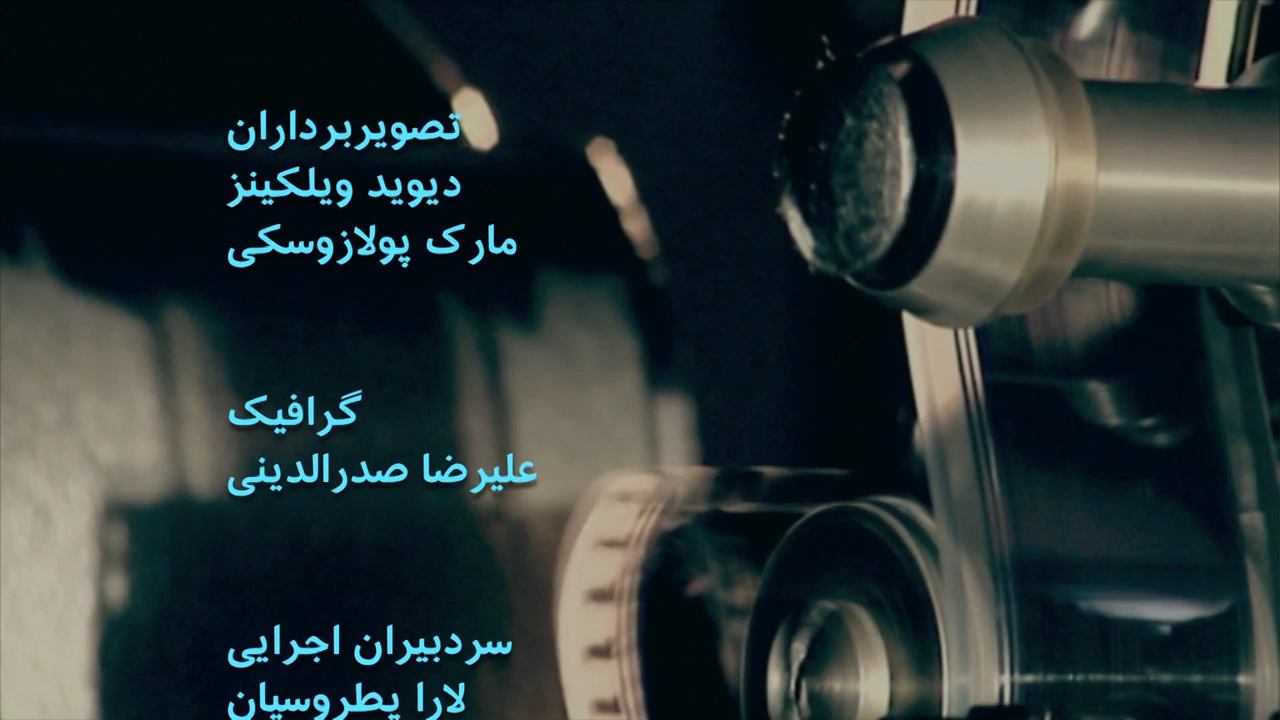 تصویربرداران
دیوید ویلکینز
مارک پولازوسکی
گرافیک
علیرضا صدرالدینی
سردبیران اجرایی
لارا پطروسیان